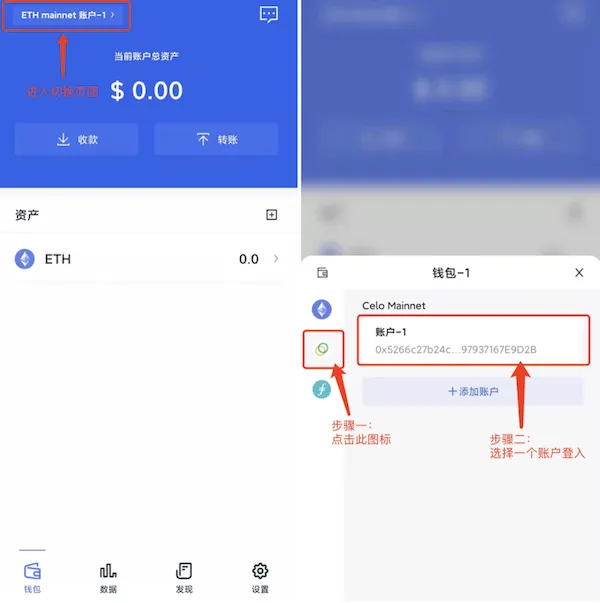 ETH mainnet 账户-1
当前账户总资产
进入切换页面
$ 0.00
收款
转账
资产
ETH
0.0
钱包
数据
发现
设置
钱包-1
Celo Mainnet
账户-1
0x5266c27b24c...97937167E9D2B
+添加账户
步骤一：
点击此图标
步骤二：
选择一个账户登入